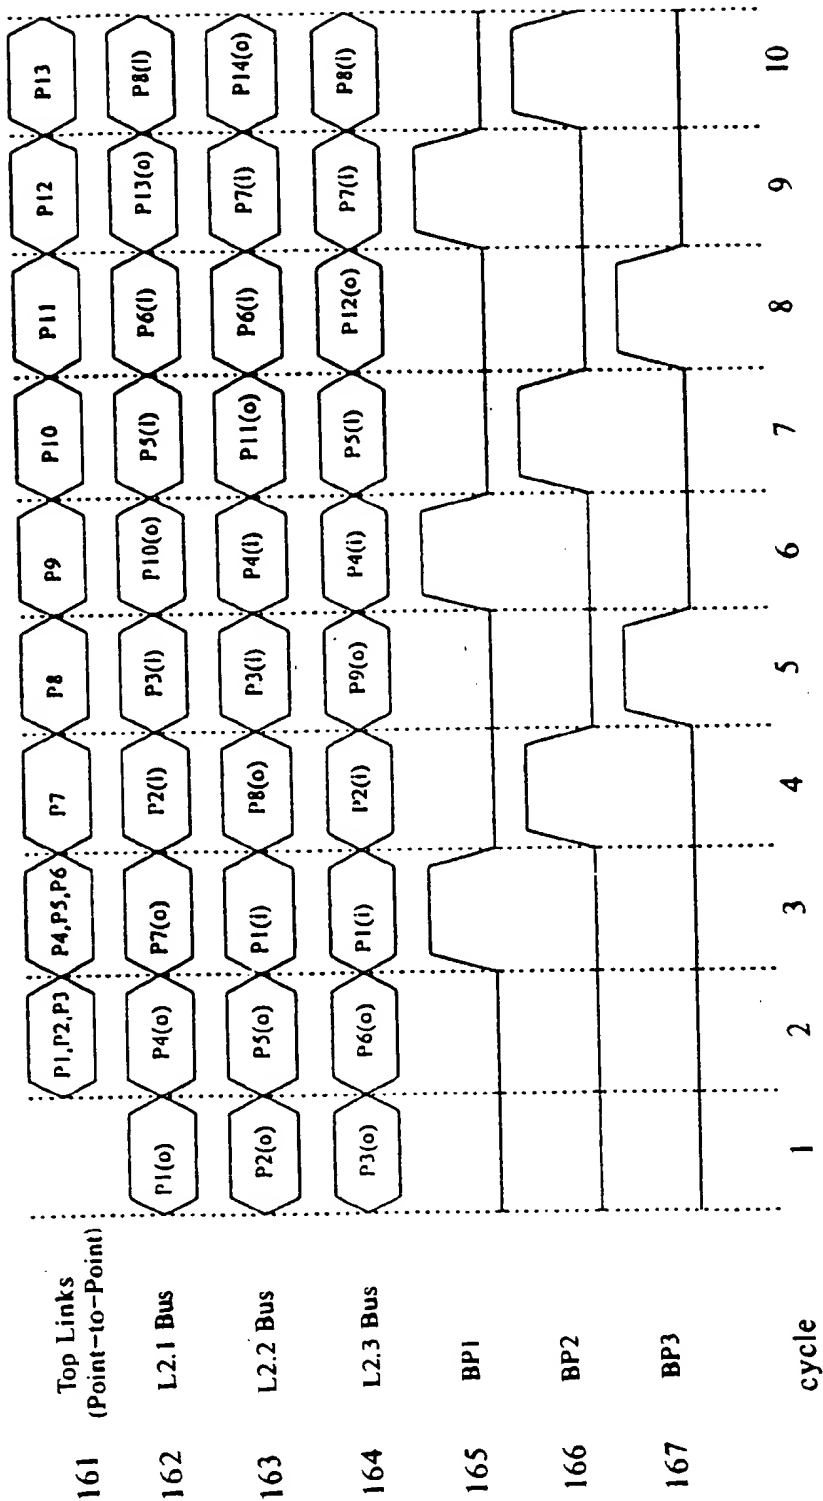 161 Top Links (Point-to-Point) P1,P2,P3 P4,P5,P6 P7 P8 P9 P10 P11 P12 P13
162 L2.1 Bus P1(o) P4(o) P7(o) P2(i) P3(i) P10(o) P5(i) P6(i) P13(o) P8(i)
163 L2.2 Bus P2(o) P5(o) P1(i) P8(o) P3(i) P4(i) P11(o) P6(i) P7(i) P14(o)
164 L2.3 Bus P3(o) P6(o) P1(i) P2(i) P9(o) P4(i) P5(i) P12(o) P7(i) P8(i)
165 BP1
166 BP2
167 BP3
cycle 1 2 3 4 5 6 7 8 9 10